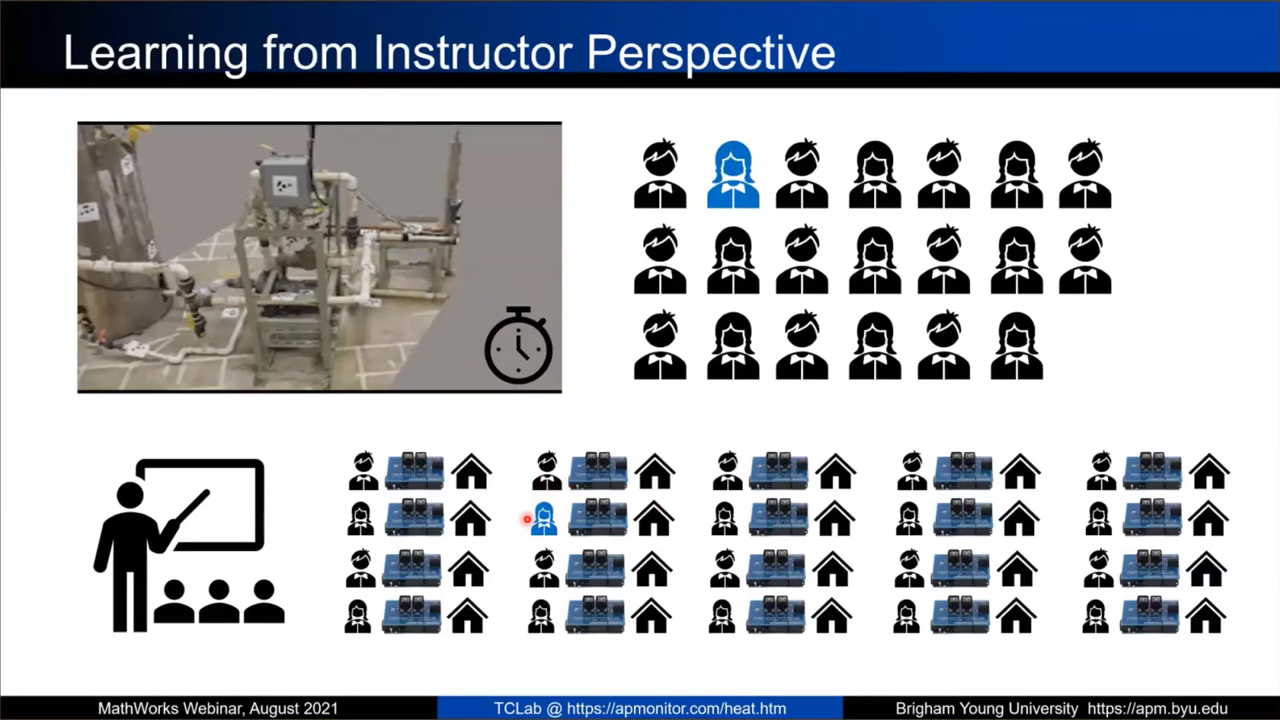 Learning from Instructor Perspective
MathWorks Webinar, August 2021
TCLab @ https://apmonitor.com/heat.htm
Brigham Young University https://apm.byu.edu